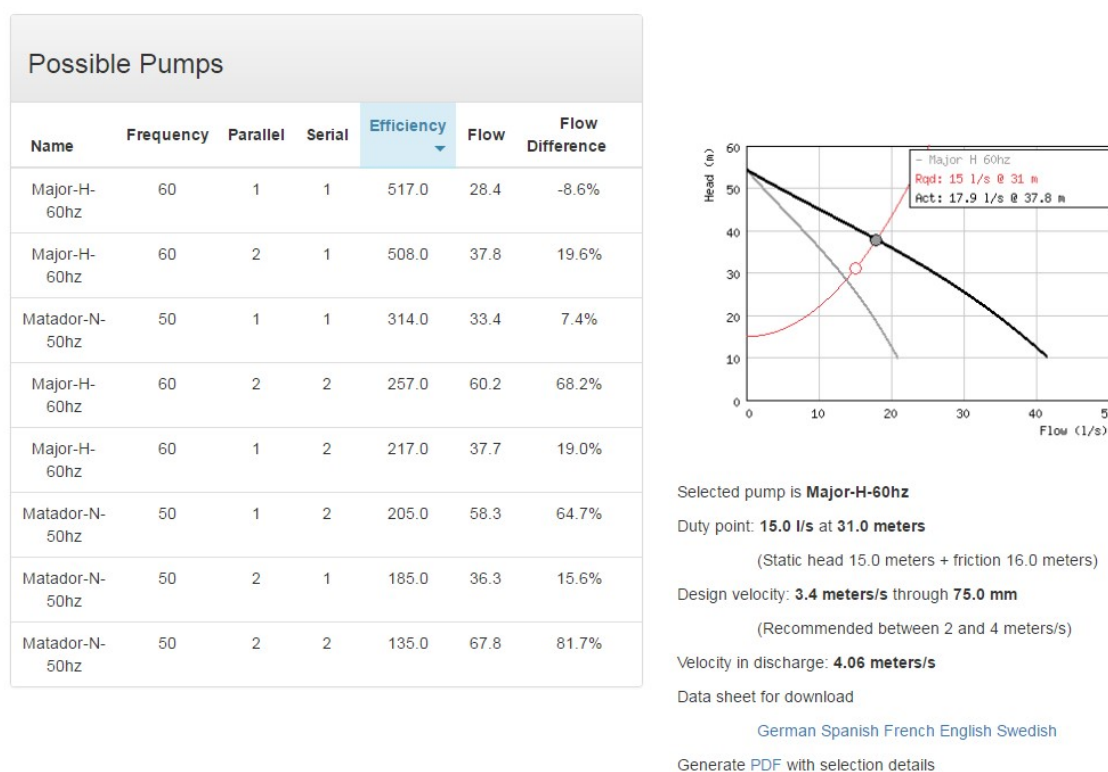 Possible Pumps
Name Frequency Parallel Serial Efficiency Flow Flow Difference
Major-H-60hz 60 1 1 517.0 28.4 -8.6%
Major-H-60hz 60 2 1 508.0 37.8 19.6%
Matador-N-50hz 50 1 1 314.0 33.4 7.4%
Major-H-60hz 60 2 2 257.0 60.2 68.2%
Major-H-60hz 60 1 2 217.0 37.7 19.0%
Matador-N-50hz 50 1 2 205.0 58.3 64.7%
Matador-N-50hz 50 2 1 185.0 36.3 15.6%
Matador-N-50hz 50 2 2 135.0 67.8 81.7%
Head (m)
60
50
40
30
20
10
0
– Major H 60hz
Rqd: 15 l/s @ 31 m
Act: 17.9 l/s @ 37.8 m
0 10 20 30 40 5
Flow (l/s)
Selected pump is Major-H-60hz
Duty point: 15.0 l/s at 31.0 meters
(Static head 15.0 meters + friction 16.0 meters)
Design velocity: 3.4 meters/s through 75.0 mm
(Recommended between 2 and 4 meters/s)
Velocity in discharge: 4.06 meters/s
Data sheet for download
German Spanish French English Swedish
Generate PDF with selection details